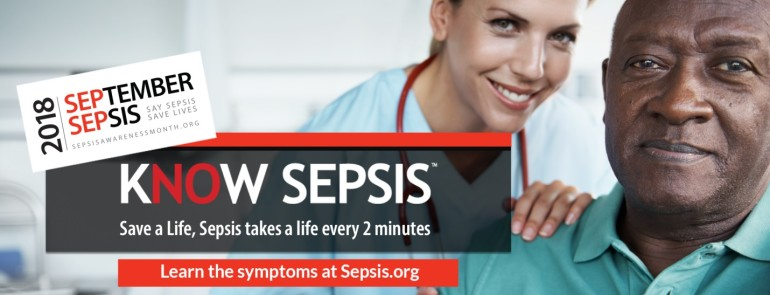 2018
SEPTEMBER
SEPSIS
SAY SEPSIS
SAVE LIVES
SEPSISAWARENESSMONTH.ORG
KNOW SEPSIS™
Save a Life, Sepsis takes a life every 2 minutes
Learn the symptoms at Sepsis.org